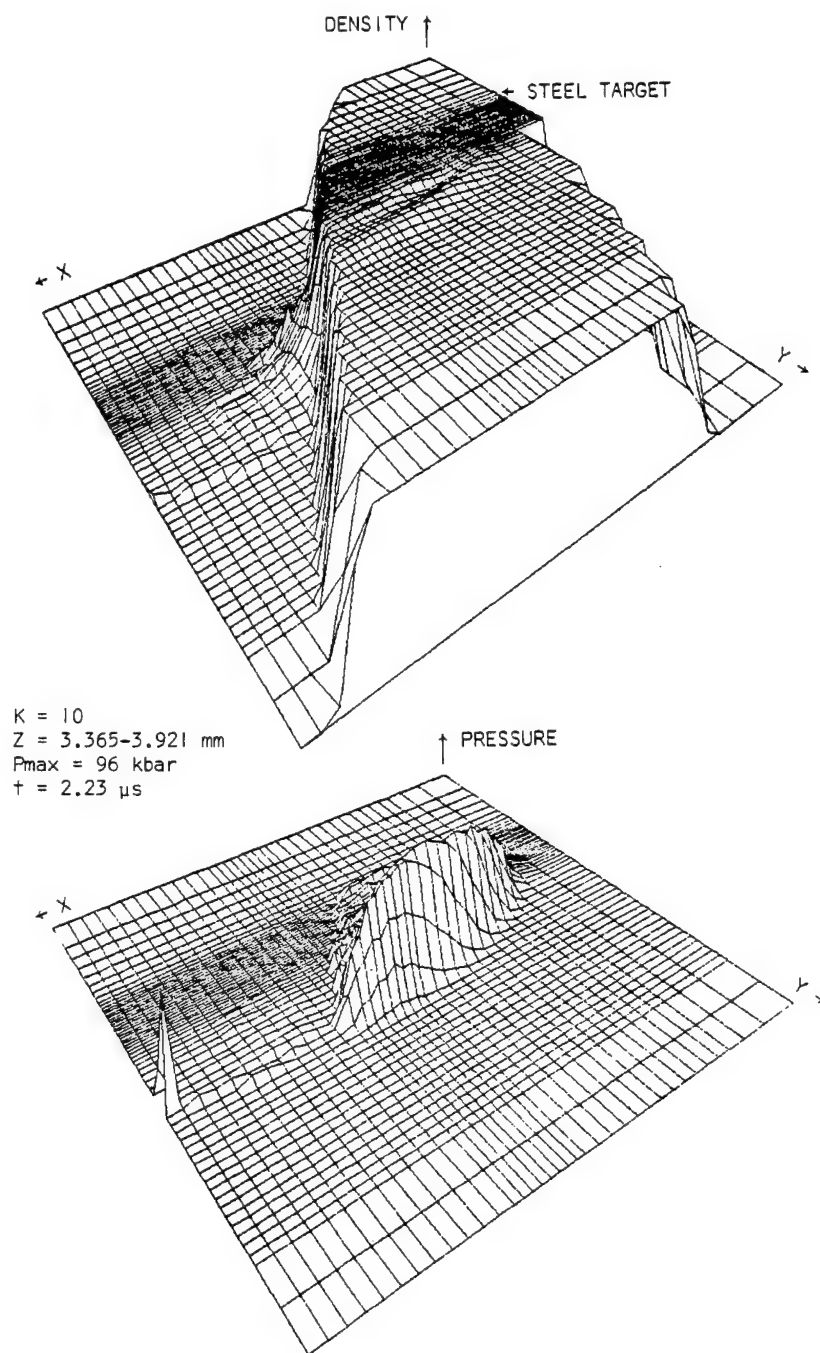 DENSITY ↑
← STEEL TARGET
← X
Y →
K = 10
Z = 3.365-3.921 mm
Pmax = 96 kbar
t = 2.23 μs
↑ PRESSURE
← X
Y →